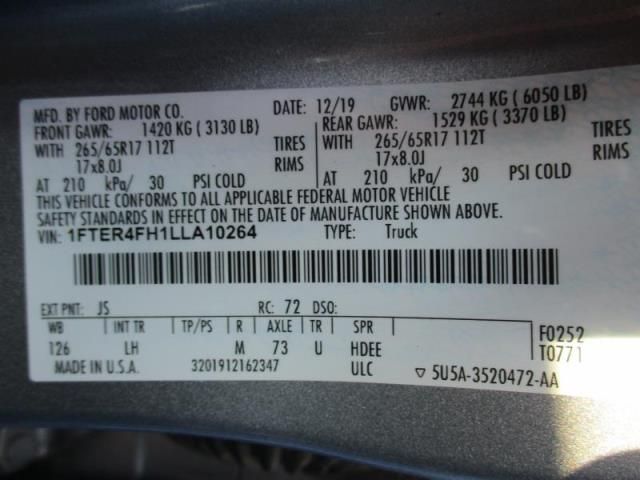 MFD. BY FORD MOTOR CO. DATE: 12/19 GVWR: 2744 KG ( 6050 LB)
FRONT GAWR: 1420 KG ( 3130 LB) REAR GAWR: 1529 KG ( 3370 LB)
WITH 265/65R17 112T TIRES WITH 265/65R17 112T TIRES
17x8.0J RIMS 17x8.0J RIMS
AT 210 kPa/ 30 PSI COLD AT 210 kPa/ 30 PSI COLD
THIS VEHICLE CONFORMS TO ALL APPLICABLE FEDERAL MOTOR VEHICLE
SAFETY STANDARDS IN EFFECT ON THE DATE OF MANUFACTURE SHOWN ABOVE.
VIN: 1FTER4FH1LLA10264 TYPE: Truck
EXT PNT: JS RC: 72 DSO:
WB INT TR TP/PS R AXLE TR SPR F0252
126 LH M 73 U HDEE T0771
MADE IN U.S.A. 3201912162347 ULC ▽ 5U5A-3520472-AA